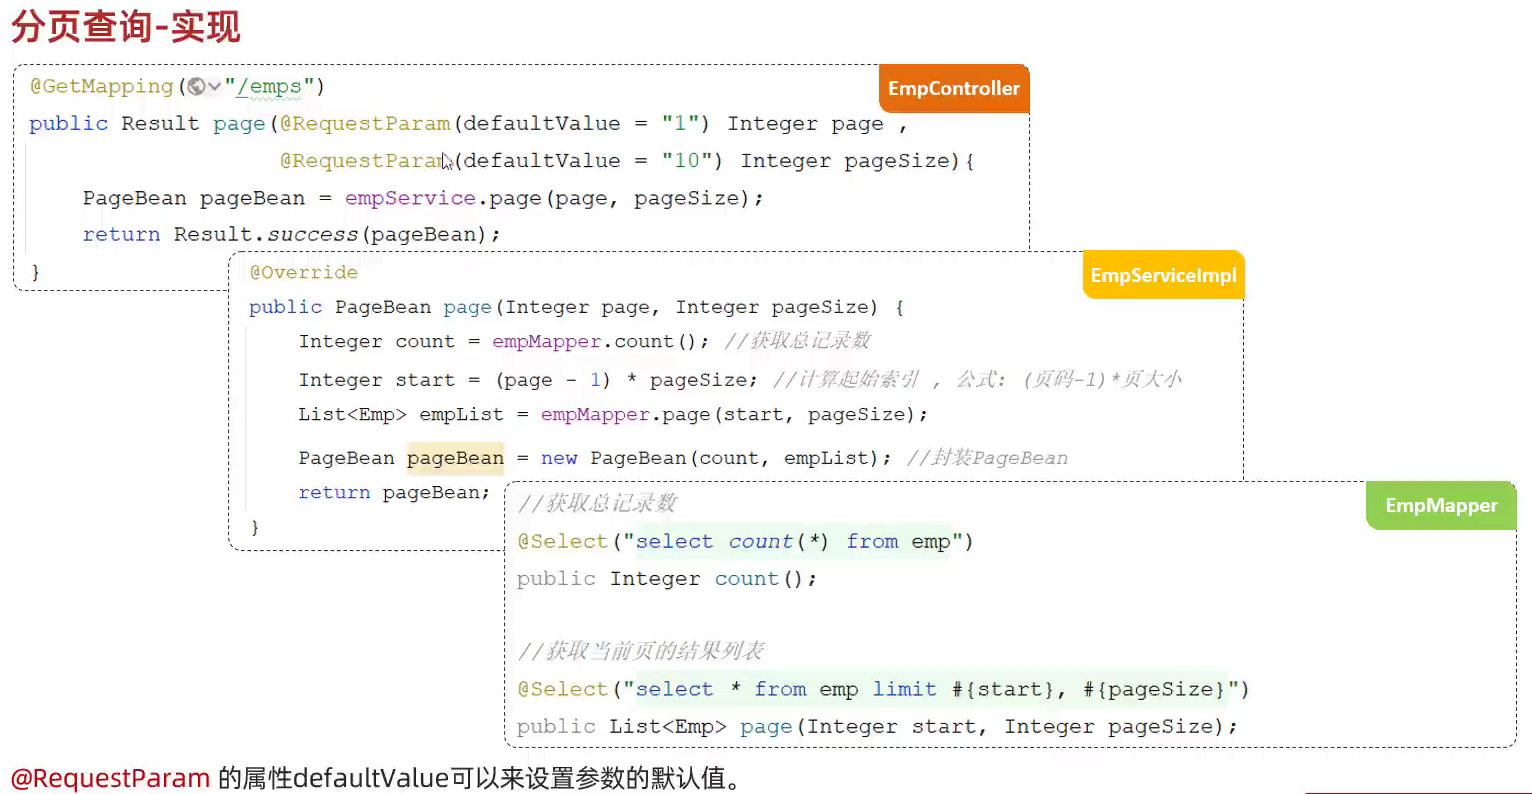 分页查询-实现
EmpController
@GetMapping("/emps")
public Result page(@RequestParam(defaultValue = "1") Integer page ,
@RequestParam(defaultValue = "10") Integer pageSize){
PageBean pageBean = empService.page(page, pageSize);
return Result.success(pageBean);
}
EmpServiceImpl
@Override
public PageBean page(Integer page, Integer pageSize) {
Integer count = empMapper.count(); //获取总记录数
Integer start = (page - 1) * pageSize; //计算起始索引 , 公式: (页码-1)*页大小
List<Emp> empList = empMapper.page(start, pageSize);
PageBean pageBean = new PageBean(count, empList); //封装PageBean
return pageBean;
}
EmpMapper
//获取总记录数
@Select("select count(*) from emp")
public Integer count();
//获取当前页的结果列表
@Select("select * from emp limit #{start}, #{pageSize}")
public List<Emp> page(Integer start, Integer pageSize);
@RequestParam 的属性defaultValue可以来设置参数的默认值。